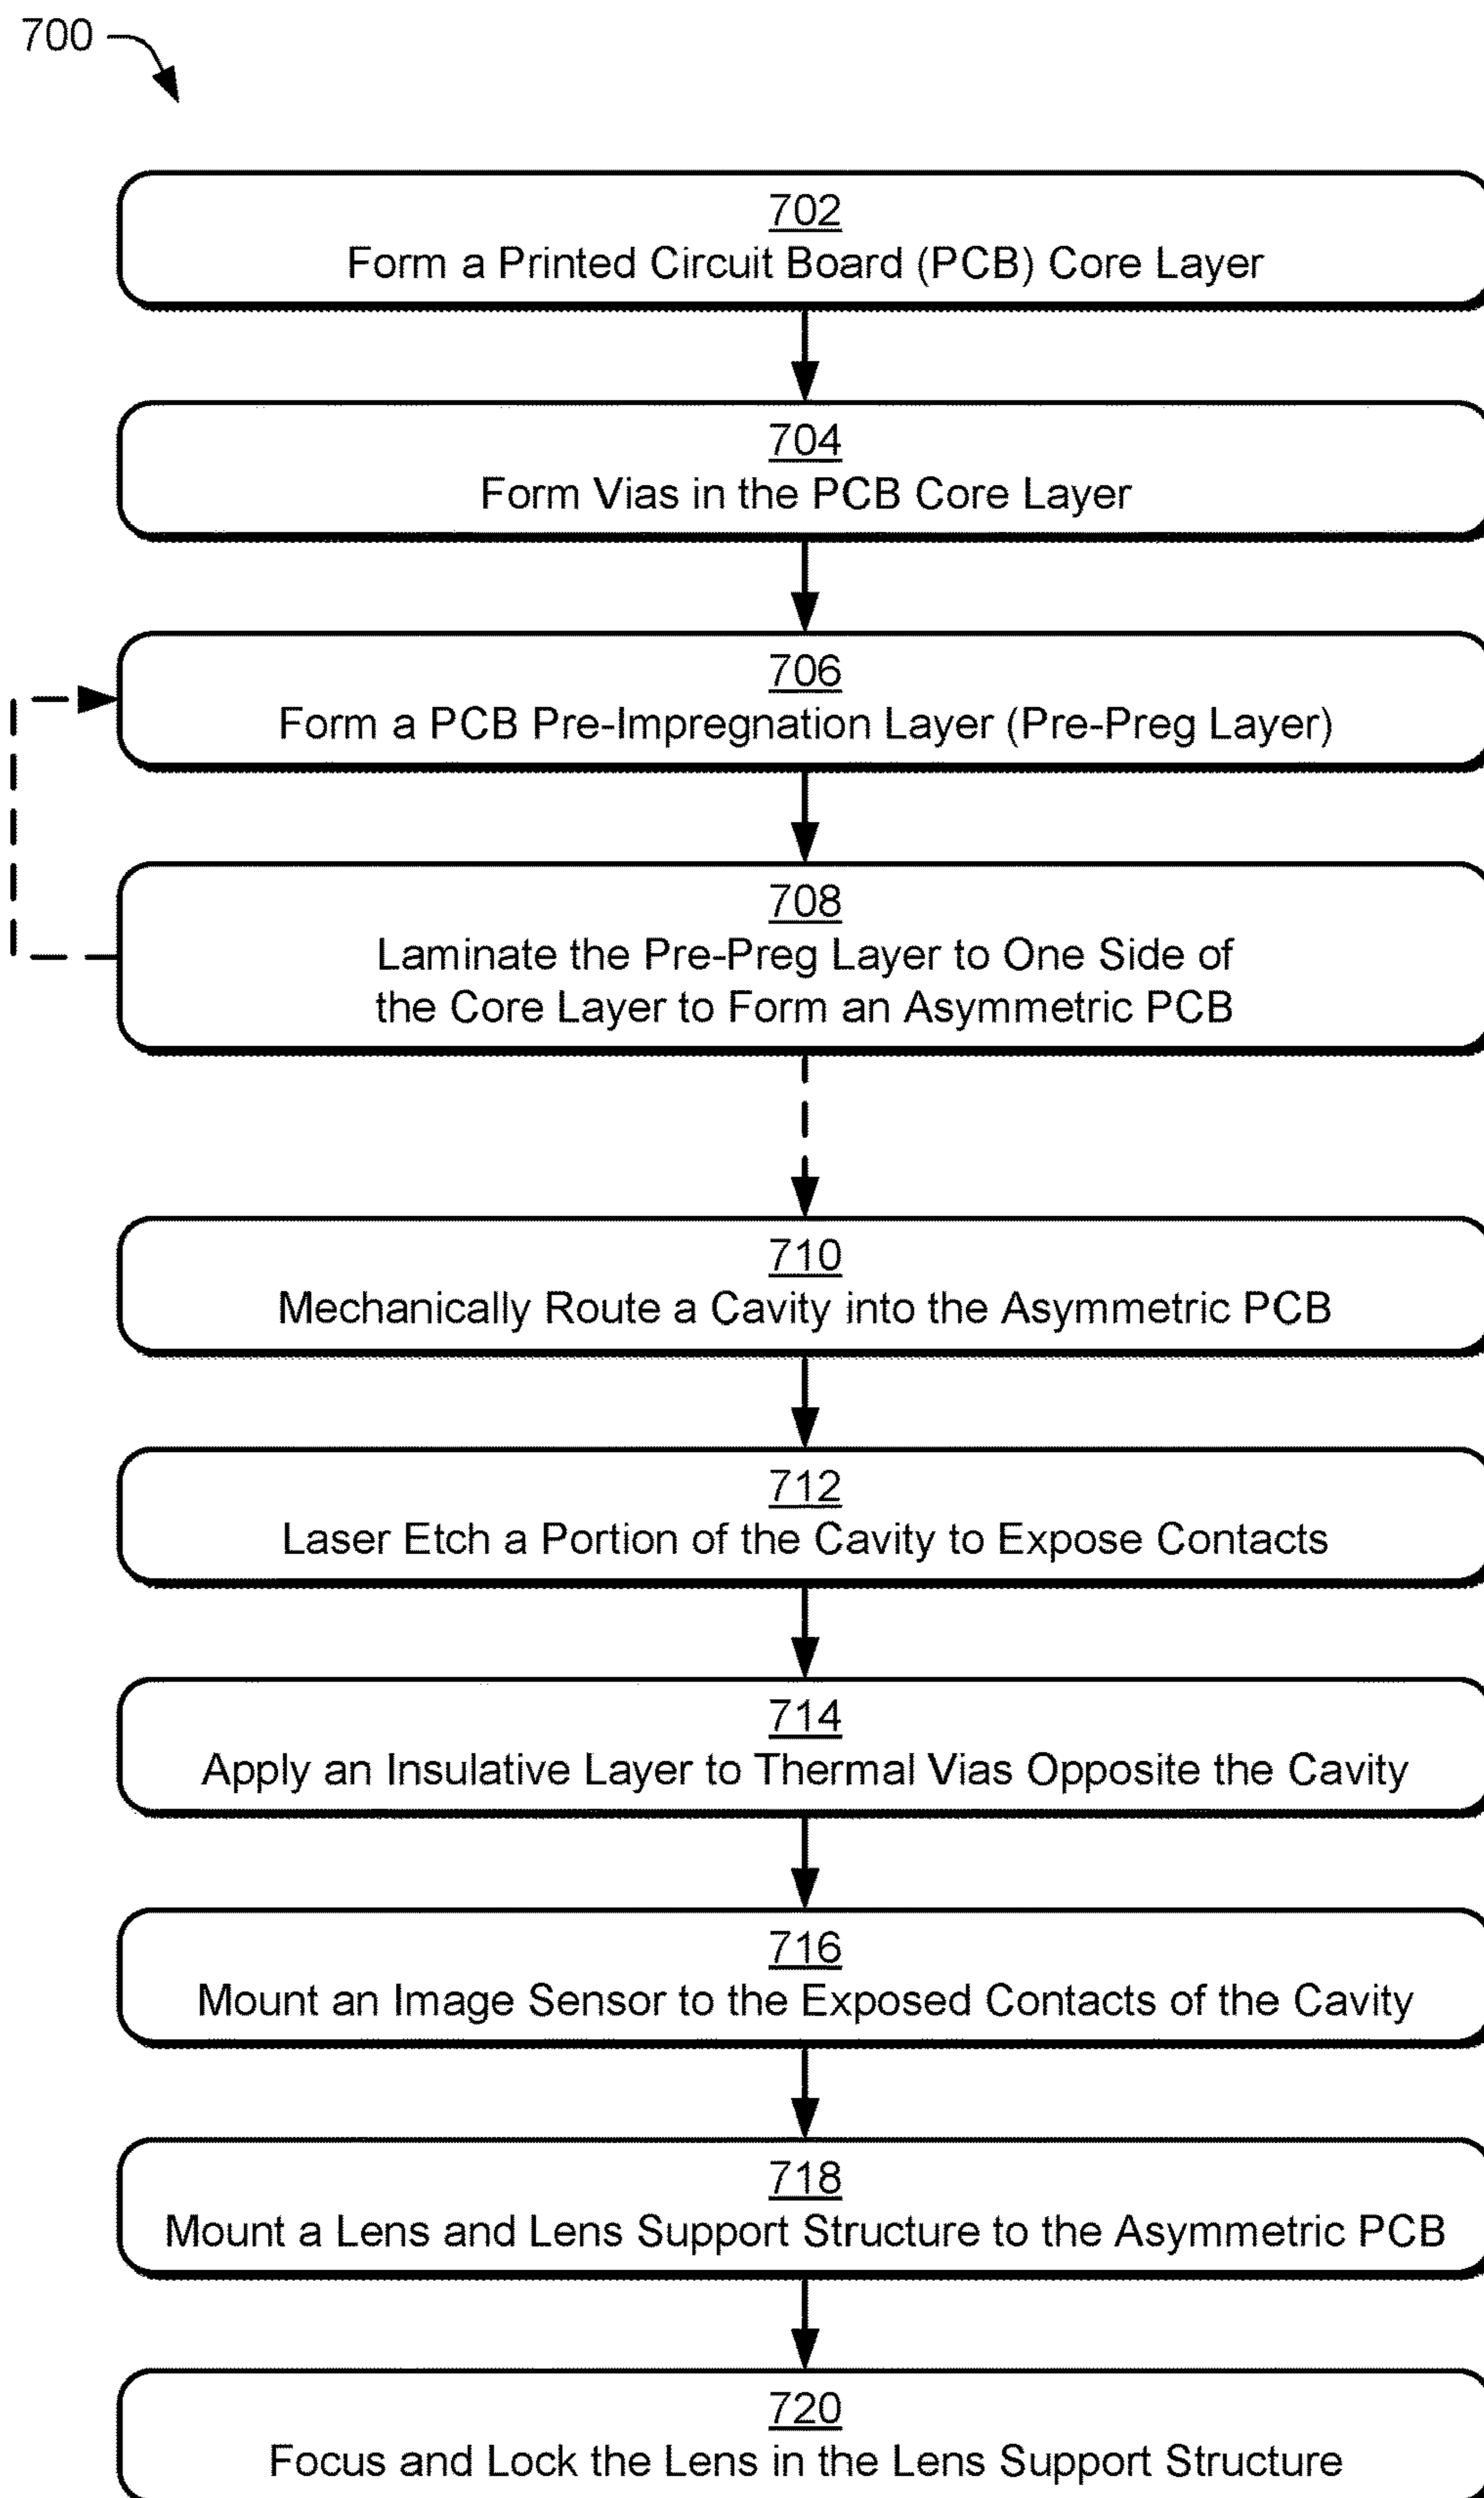 700
702
Form a Printed Circuit Board (PCB) Core Layer
704
Form Vias in the PCB Core Layer
706
Form a PCB Pre-Impregnation Layer (Pre-Preg Layer)
708
Laminate the Pre-Preg Layer to One Side of
the Core Layer to Form an Asymmetric PCB
710
Mechanically Route a Cavity into the Asymmetric PCB
712
Laser Etch a Portion of the Cavity to Expose Contacts
714
Apply an Insulative Layer to Thermal Vias Opposite the Cavity
716
Mount an Image Sensor to the Exposed Contacts of the Cavity
718
Mount a Lens and Lens Support Structure to the Asymmetric PCB
720
Focus and Lock the Lens in the Lens Support Structure